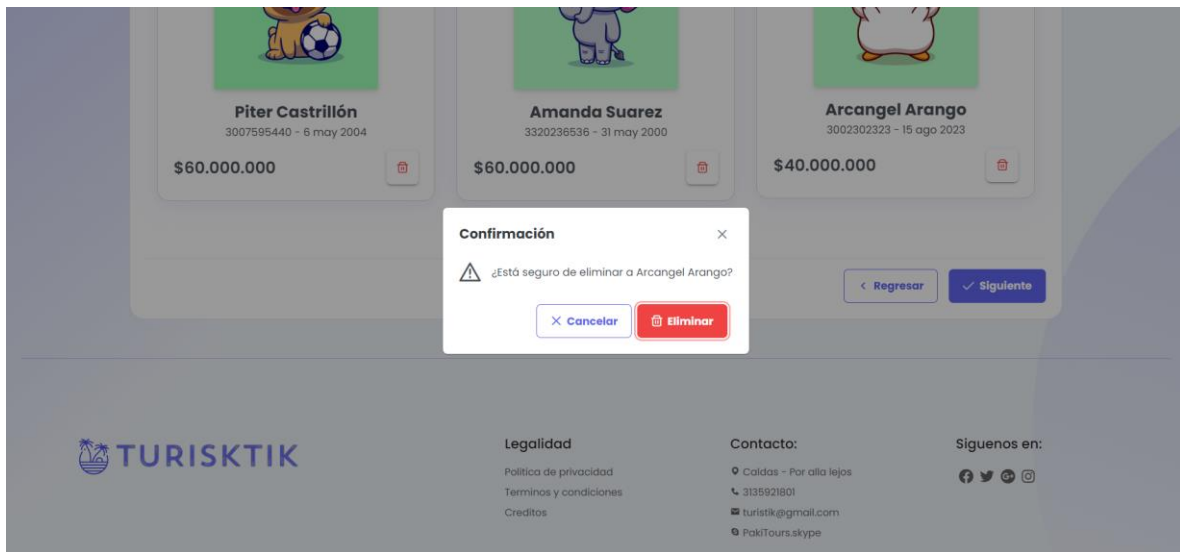 Piter Castrillón
3007595440 - 6 may 2004
$60.000.000
Amanda Suarez
3320236536 - 31 may 2000
$60.000.000
Arcangel Arango
3002302323 - 15 ago 2023
$40.000.000
Confirmación
¿Está seguro de eliminar a Arcangel Arango?
Cancelar
Eliminar
Regresar
Siguiente
TURISKTIK
Legalidad
Politica de privacidad
Terminos y condiciones
Creditos
Contacto:
Caldas - Por alla lejos
3135921801
turistik@gmail.com
PakiTours.skype
Siguenos en: